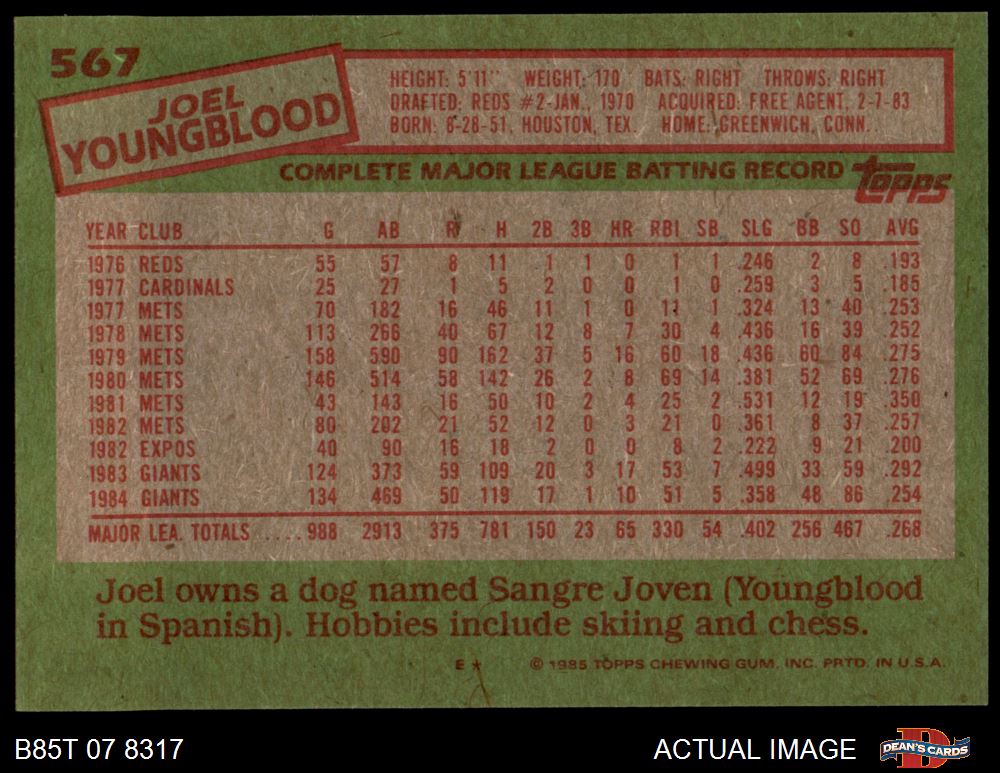 567
JOEL
YOUNGBLOOD
HEIGHT: 5'11" WEIGHT: 170 BATS: RIGHT THROWS: RIGHT
DRAFTED: REDS #2-JAN., 1970 ACQUIRED: FREE AGENT, 2-7-83
BORN: 8-28-51, HOUSTON, TEX. HOME: GREENWICH, CONN.
COMPLETE MAJOR LEAGUE BATTING RECORD
topps
YEAR CLUB G AB R H 2B 3B HR RBI SB SLG BB SO AVG
1976 REDS 55 57 8 11 1 1 0 1 1 .246 2 8 .193
1977 CARDINALS 25 27 1 5 2 0 0 1 0 .259 3 5 .185
1977 METS 70 182 16 46 11 1 0 11 1 .324 13 40 .253
1978 METS 113 266 40 67 12 8 7 30 4 .436 16 39 .252
1979 METS 158 590 90 162 37 5 16 60 18 .436 60 84 .275
1980 METS 146 514 58 142 26 2 8 69 14 .381 52 69 .276
1981 METS 43 143 16 50 10 2 4 25 2 .531 12 19 .350
1982 METS 80 202 21 52 12 0 3 21 0 .361 8 37 .257
1982 EXPOS 40 90 16 18 2 0 0 8 2 .222 9 21 .200
1983 GIANTS 124 373 59 109 20 3 17 53 7 .499 33 59 .292
1984 GIANTS 134 469 50 119 17 1 10 51 5 .358 48 86 .254
MAJOR LEA. TOTALS ....988 2913 375 781 150 23 65 330 54 .402 256 467 .268
Joel owns a dog named Sangre Joven (Youngblood
in Spanish). Hobbies include skiing and chess.
E* © 1985 TOPPS CHEWING GUM, INC. PRTD. IN U.S.A.
B85T 07 8317 ACTUAL IMAGE DEAN'S CARDS